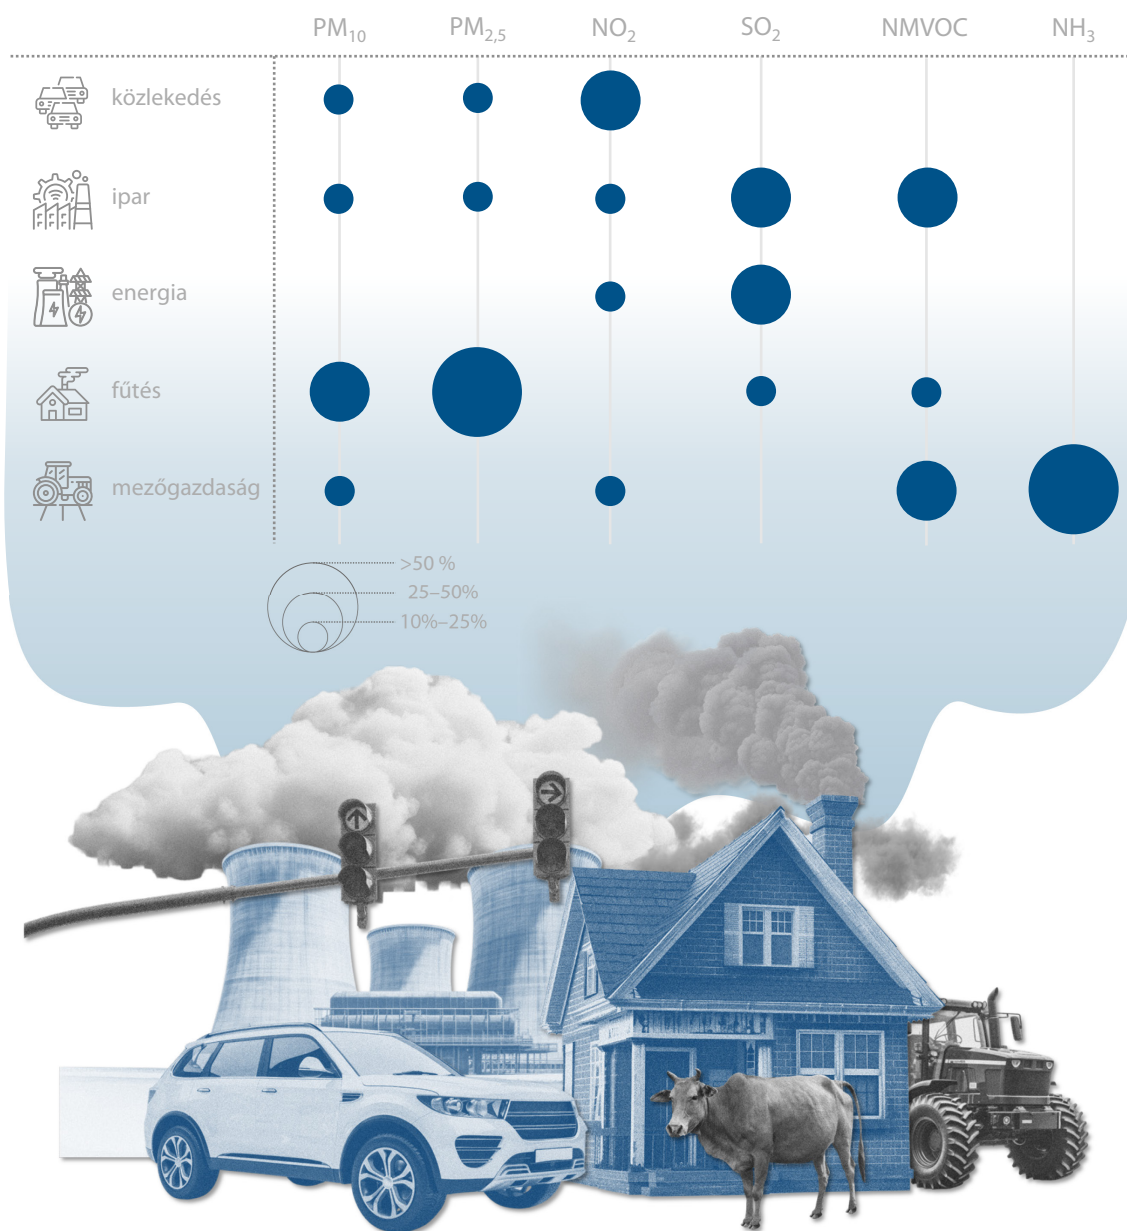 PM₁₀ PM₂,₅ NO₂ SO₂ NMVOC NH₃
közlekedés
ipar
energia
fűtés
mezőgazdaság
>50 %
25–50%
10%–25%